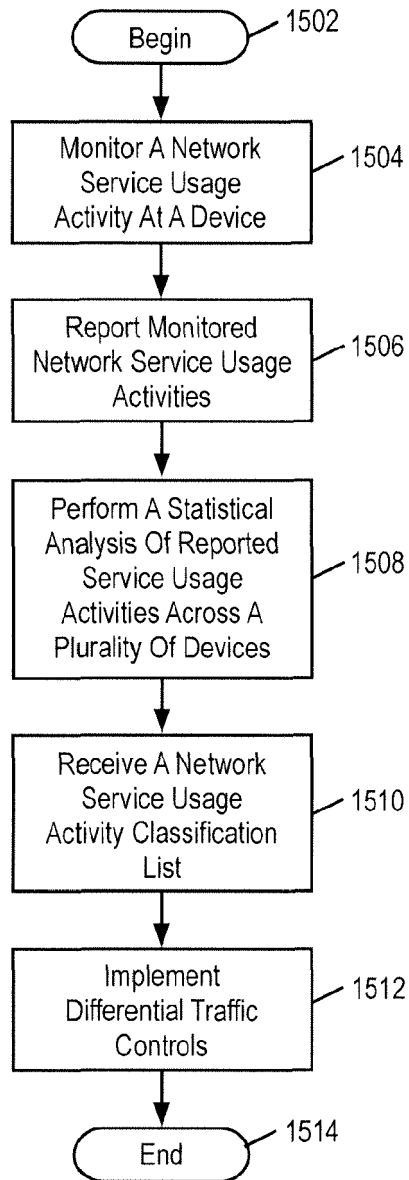 Begin
1502
Monitor A Network
Service Usage
Activity At A Device
1504
Report Monitored
Network Service Usage
Activities
1506
Perform A Statistical
Analysis Of Reported
Service Usage
Activities Across A
Plurality Of Devices
1508
Receive A Network
Service Usage
Activity Classification
List
1510
Implement
Differential Traffic
Controls
1512
End
1514